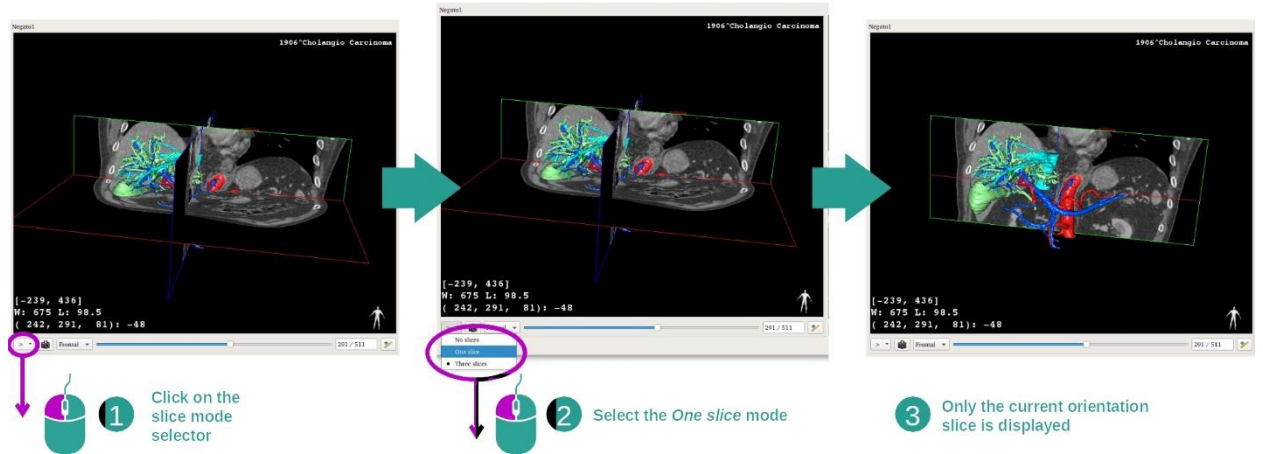 Negato1
1906^Cholangio Carcinoma
[-239, 436]
W: 675 L: 98.5
( 242, 291, 81): -48
>
Frontal
291 / 511
1
Click on the
slice mode
selector
Negato1
1906^Cholangio Carcinoma
[-239, 436]
W: 675 L: 98.5
( 242, 291, 81): -48
291 / 511
No slices
One slice
Three slices
2
Select the One slice mode
Negato1
1906^Cholangio Carcinoma
[-239, 436]
W: 675 L: 98.5
( 242, 291, 81): -48
>
Frontal
291 / 511
3
Only the current orientation
slice is displayed